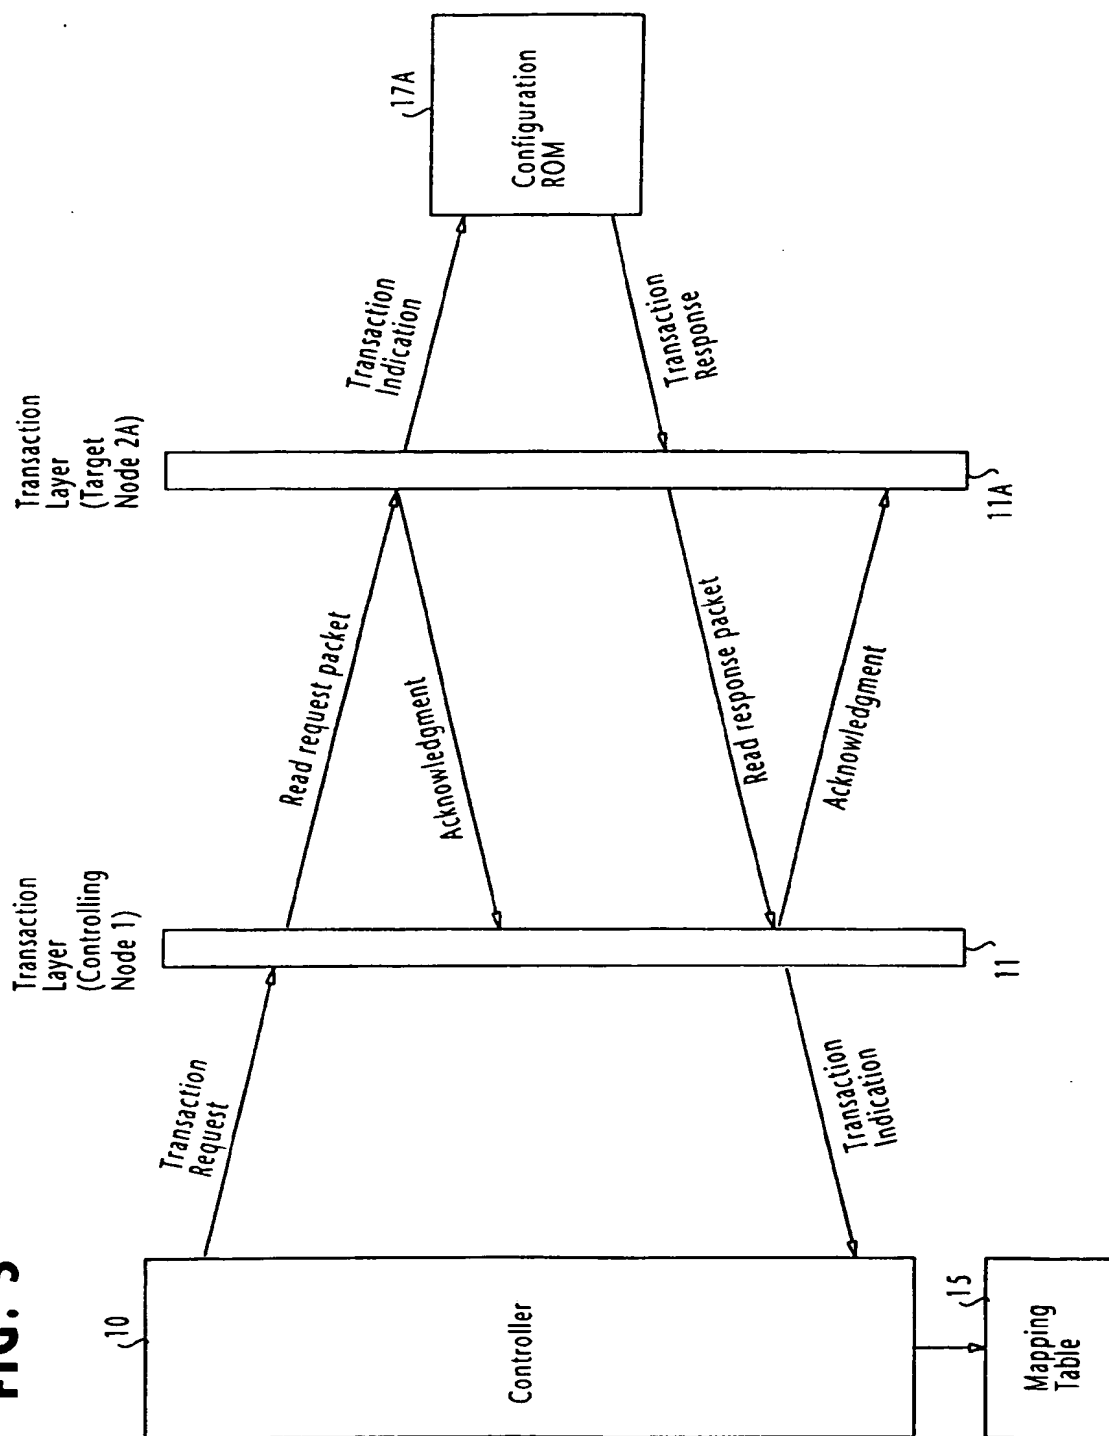 FIG.
Transaction
Layer
(Controlling
Node 1)
Transaction
Layer
(Target
Node 2A)
10
Transaction
Request
Read request packet
Transaction
Indication
17A
Acknowledgment
Controller
Configuration
ROM
Transaction
Indication
Read response packet
Transaction
Response
Acknowledgment
15
11
11A
Mapping
Table